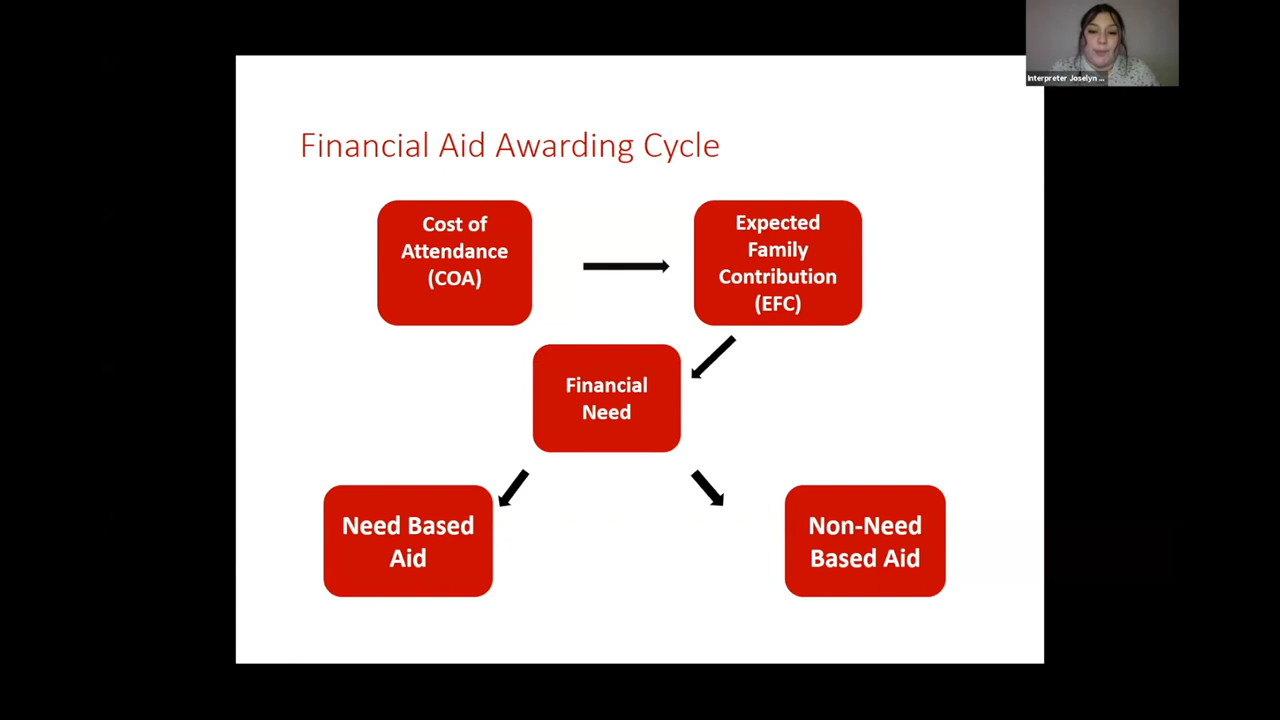 Interpreter Joselyn ...
Financial Aid Awarding Cycle
Cost of
Attendance
(COA)
Expected
Family
Contribution
(EFC)
Financial
Need
Need Based
Aid
Non-Need
Based Aid